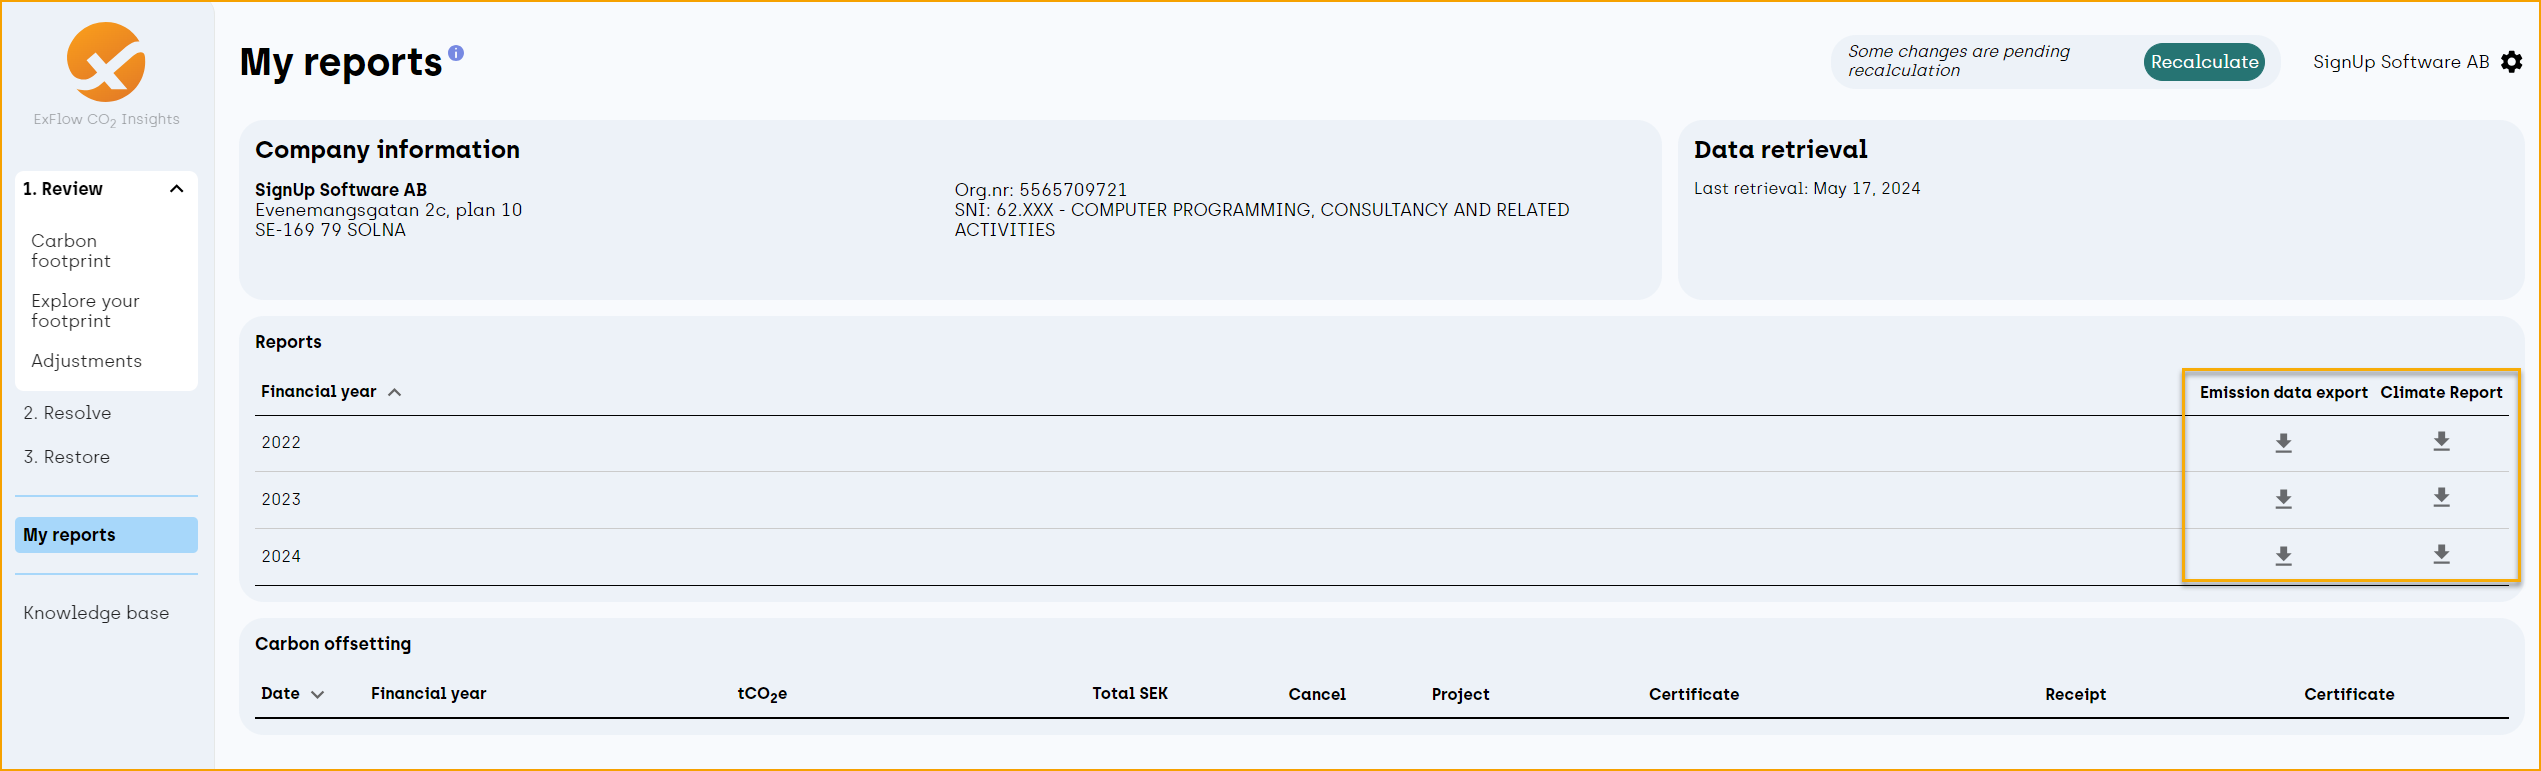 ExFlow CO2 Insights
1. Review
Carbon
footprint
Explore your
footprint
Adjustments
2. Resolve
3. Restore
My reports
Knowledge base
My reports
Some changes are pending
recalculation
Recalculate
SignUp Software AB
Company information
SignUp Software AB
Evenemangsgatan 2c, plan 10
SE-169 79 SOLNA
Org.nr: 5565709721
SNI: 62.XXX - COMPUTER PROGRAMMING, CONSULTANCY AND RELATED
ACTIVITIES
Data retrieval
Last retrieval: May 17, 2024
Reports
Financial year Emission data export Climate Report
2022
2023
2024
Carbon offsetting
Date Financial year tCO2e Total SEK Cancel Project Certificate Receipt Certificate